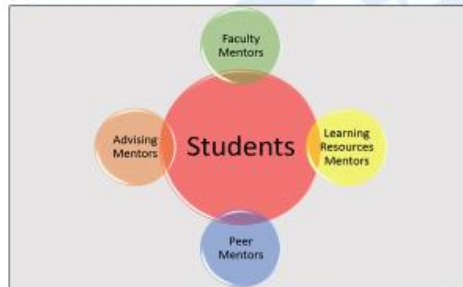 Faculty
Mentors
Advising
Mentors
Students
Learning
Resources
Mentors
Peer
Mentors